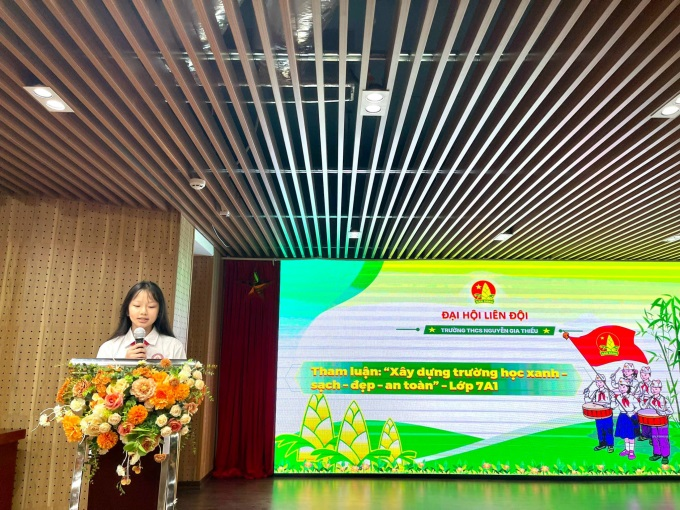 ĐẠI HỘI LIÊN ĐỘI
TRƯỜNG THCS NGUYỄN GIA THIỀU
Tham luận: “Xây dựng trường học xanh –
sạch – đẹp – an toàn” – Lớp 7A1